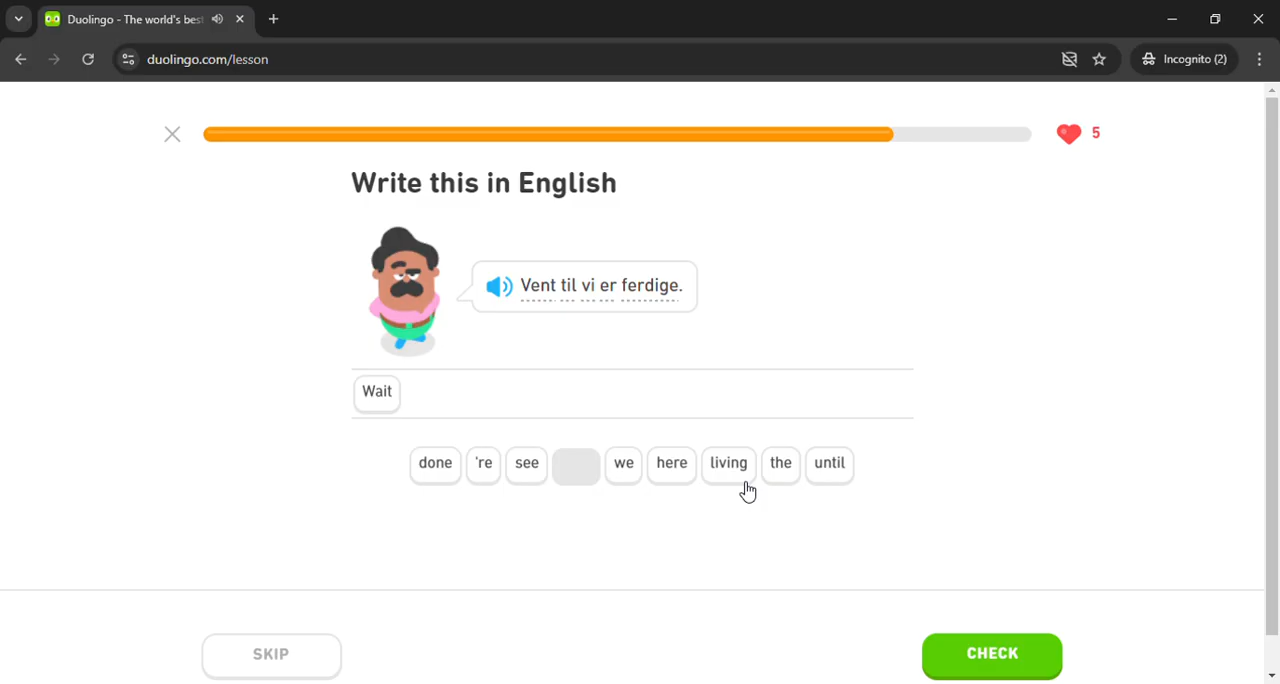 Duolingo - The world's bes
duolingo.com/lesson
Incognito (2)
5
Write this in English
Vent til vi er ferdige.
Wait
done 're see we here living the until
SKIP
CHECK